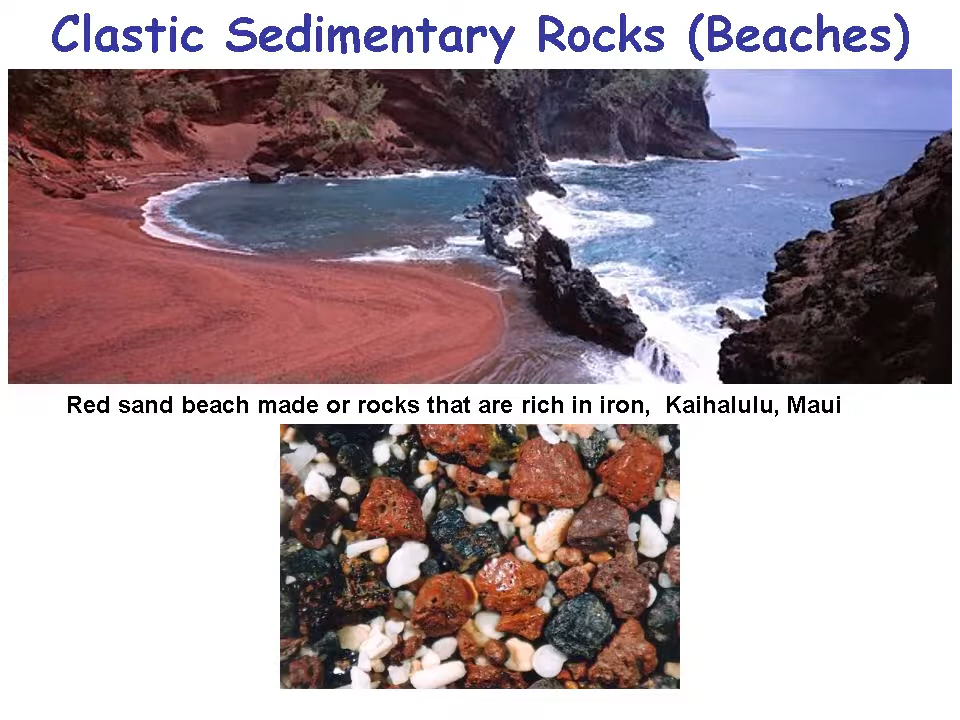 Clastic Sedimentary Rocks (Beaches)
Red sand beach made or rocks that are rich in iron,  Kaihalulu, Maui